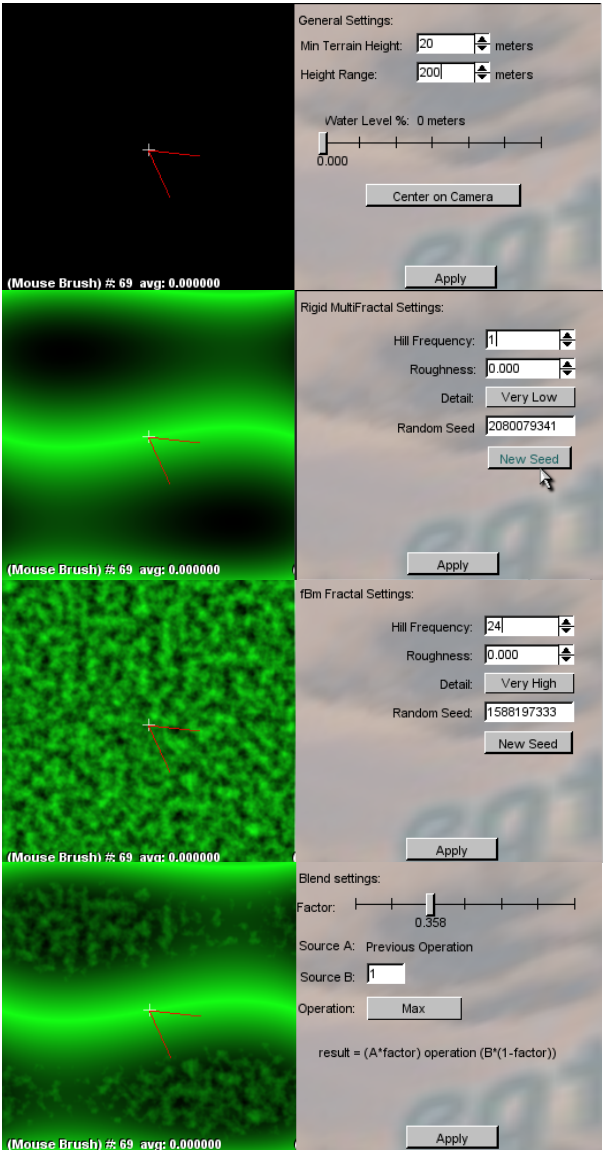 General Settings:
Min Terrain Height: 20 meters
Height Range: 200 meters
Water Level %: 0 meters
0.000
Center on Camera
(Mouse Brush) #: 69 avg: 0.000000
Apply
Rigid MultiFractal Settings:
Hill Frequency: 1
Roughness: 0.000
Detail: Very Low
Random Seed 2080079341
New Seed
(Mouse Brush) #: 69 avg: 0.000000
Apply
fBm Fractal Settings:
Hill Frequency: 24
Roughness: 0.000
Detail: Very High
Random Seed: 1588197333
New Seed
(Mouse Brush) #: 69 avg: 0.000000
Apply
Blend settings:
Factor:
0.358
Source A: Previous Operation
Source B: 1
Operation: Max
result = (A*factor) operation (B*(1-factor))
(Mouse Brush) #: 69 avg: 0.000000
Apply